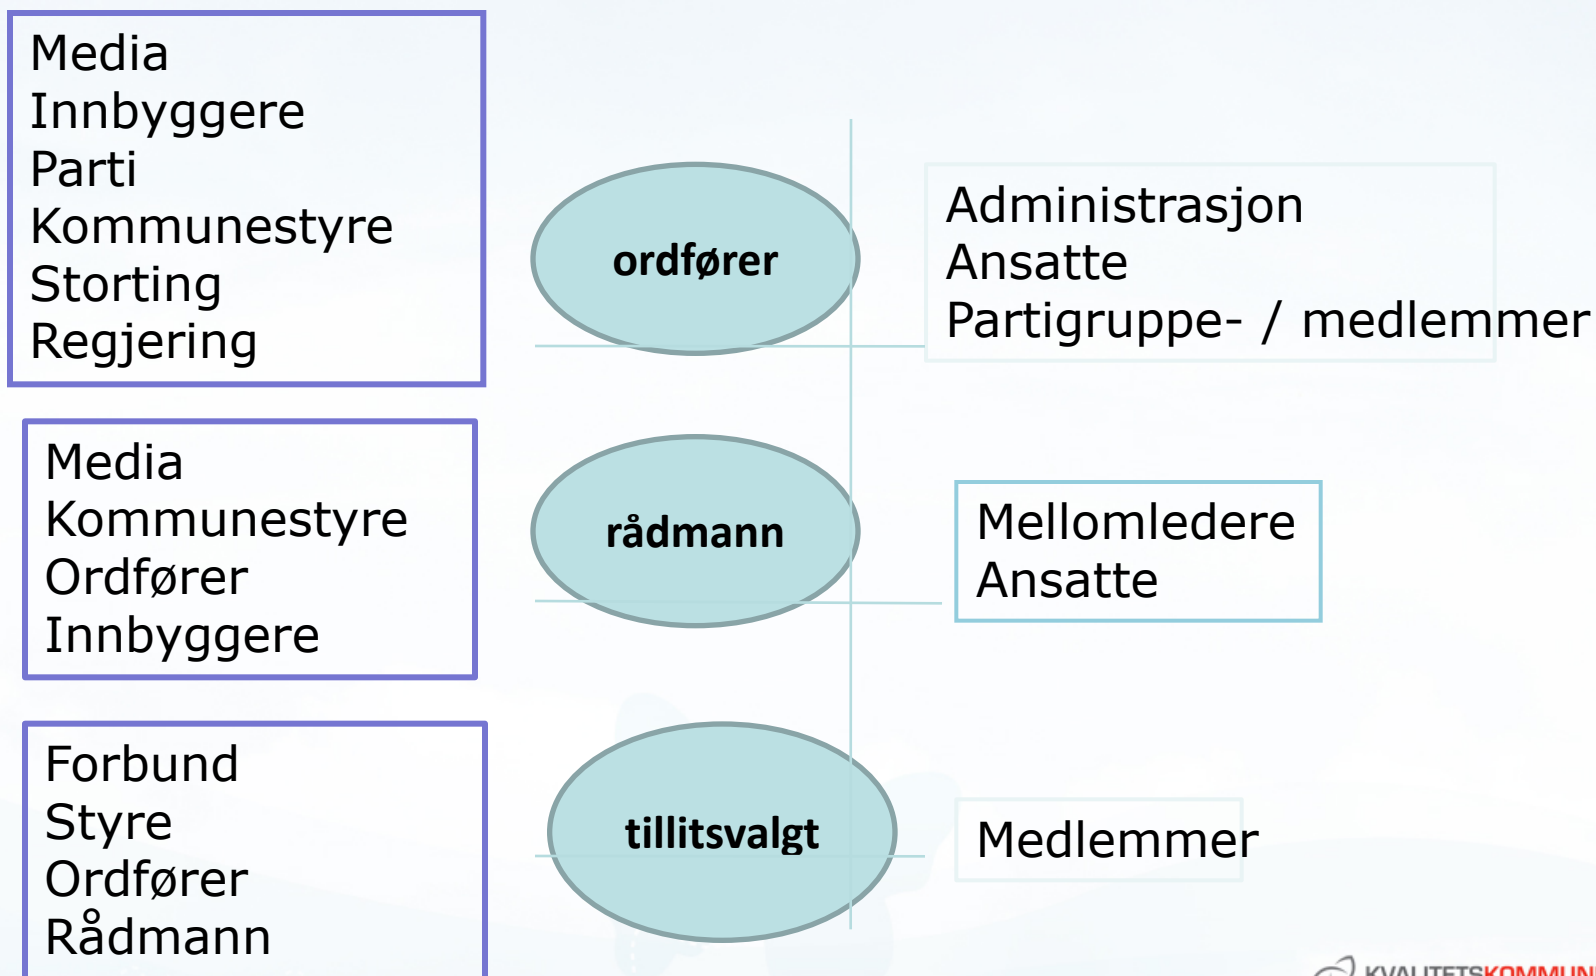 Media
Innbyggere
Parti
Kommunestyre
Storting
Regjering
ordfører
Administrasjon
Ansatte
Partigruppe- / medlemmer
Media
Kommunestyre
Ordfører
Innbyggere
rådmann
Mellomledere
Ansatte
Forbund
Styre
Ordfører
Rådmann
tillitsvalgt
Medlemmer